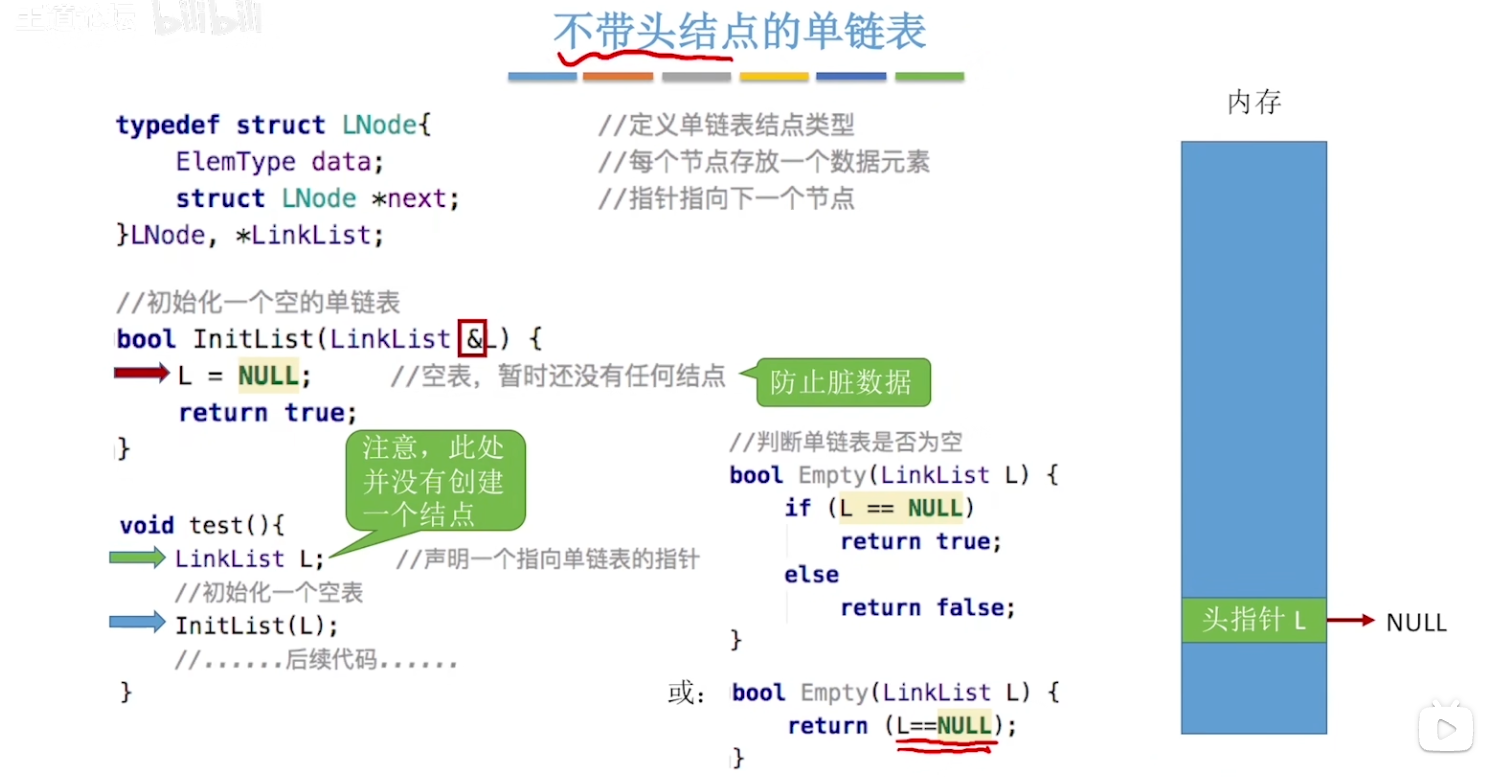 bilibili
不带头结点的单链表
typedef struct LNode{ //定义单链表结点类型
ElemType data; //每个节点存放一个数据元素
struct LNode *next; //指针指向下一个节点
}LNode, *LinkList;
//初始化一个空的单链表
bool InitList(LinkList &L) {
L = NULL; //空表，暂时还没有任何结点
防止脏数据
return true;
}
注意，此处
并没有创建
一个结点
void test(){
LinkList L; //声明一个指向单链表的指针
//初始化一个空表
InitList(L);
//......后续代码......
}
//判断单链表是否为空
bool Empty(LinkList L) {
if (L == NULL)
return true;
else
return false;
}
或：
bool Empty(LinkList L) {
return (L==NULL);
}
内存
头指针 L
NULL